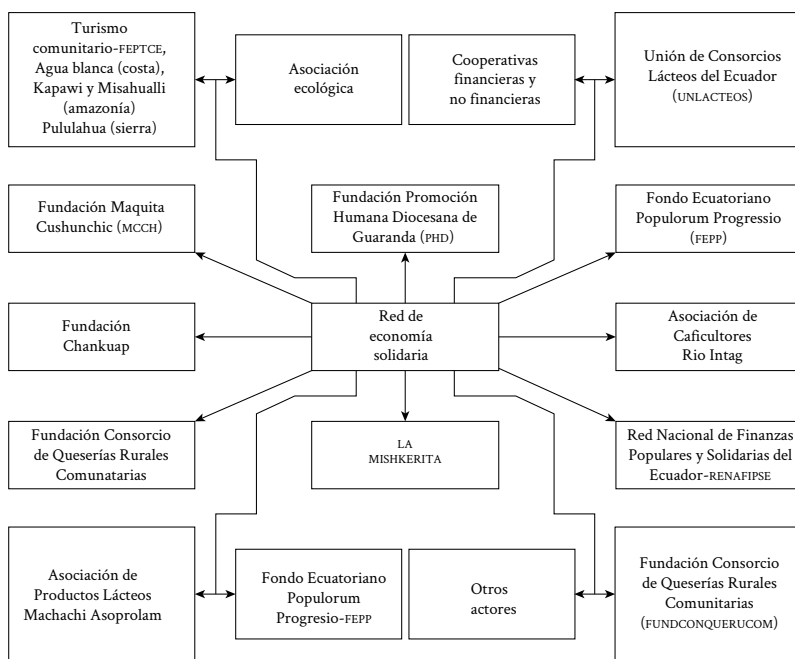 Turismo
comunitario-FEPTCE,
Agua blanca (costa),
Kapawi y Misahualli
(amazonía)
Pululahua (sierra)
Asociación
ecológica
Cooperativas
financieras y
no financieras
Unión de Consorcios
Lácteos del Ecuador
(UNLACTEOS)
Fundación Maquita
Cushunchic (MCCH)
Fundación Promoción
Humana Diocesana de
Guaranda (PHD)
Fondo Ecuatoriano
Populorum Progressio
(FEPP)
Fundación
Chankuap
Red de
economía
solidaria
Asociación de
Caficultores
Rio Intag
Fundación Consorcio
de Queserías Rurales
Comunatarias
LA
MISHKERITA
Red Nacional de Finanzas
Populares y Solidarias del
Ecuador-RENAFIPSE
Asociación de
Productos Lácteos
Machachi Asoprolam
Fondo Ecuatoriano
Populorum
Progresio-FEPP
Otros
actores
Fundación Consorcio
de Queserías Rurales
Comunitarias
(FUNDCONQUERUCOM)